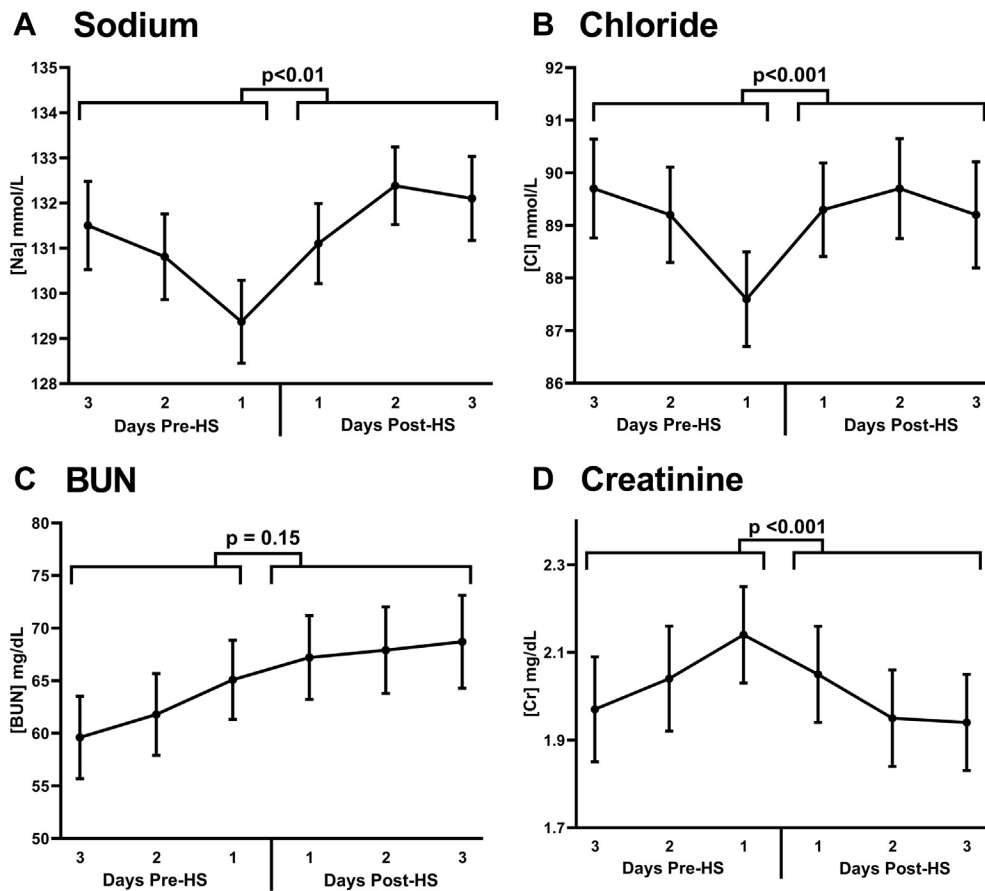 A Sodium
p<0.01
135
134
133
132
131
130
129
128
[Na] mmol/L
3 2 1 1 2 3
Days Pre-HS Days Post-HS
B Chloride
p<0.001
92
91
90
89
88
87
86
[Cl] mmol/L
3 2 1 1 2 3
Days Pre-HS Days Post-HS
C BUN
p = 0.15
80
75
70
65
60
55
50
[BUN] mg/dL
3 2 1 1 2 3
Days Pre-HS Days Post-HS
D Creatinine
p <0.001
2.3
2.1
1.9
1.7
[Cr] mg/dL
3 2 1 1 2 3
Days Pre-HS Days Post-HS